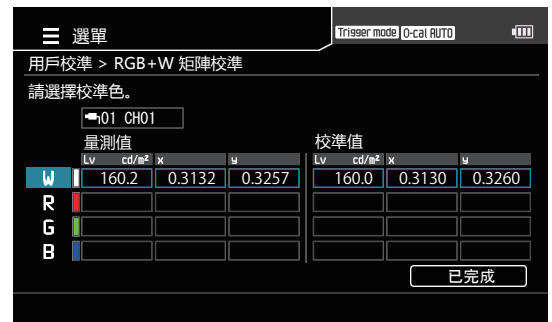 選單 Trigger mode O-cal AUTO
用戶校準 > RGB+W 矩陣校準
請選擇校準色。
01 CH01
量測值 校準值
Lv cd/m² x y Lv cd/m² x y
W 160.2 0.3132 0.3257 160.0 0.3130 0.3260
R
G
B
已完成